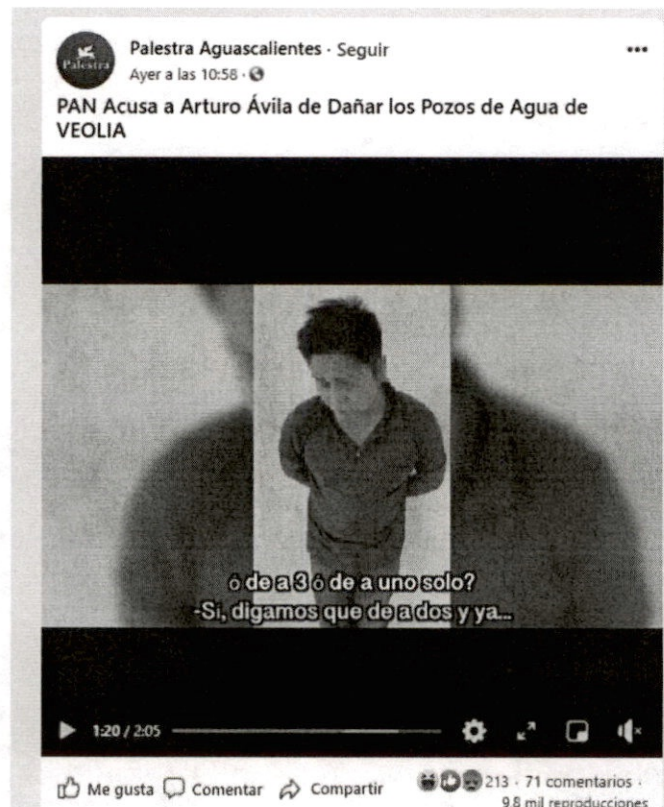 Palestra
Palestra Aguascalientes · Seguir
Ayer a las 10:58
PAN Acusa a Arturo Ávila de Dañar los Pozos de Agua de
VEOLIA
ó de a 3 ó de a uno solo?
-Si, digamos que de a dos y ya...
1:20 / 2:05
Me gusta Comentar Compartir 213 · 71 comentarios ·
9.8 mil reproducciones